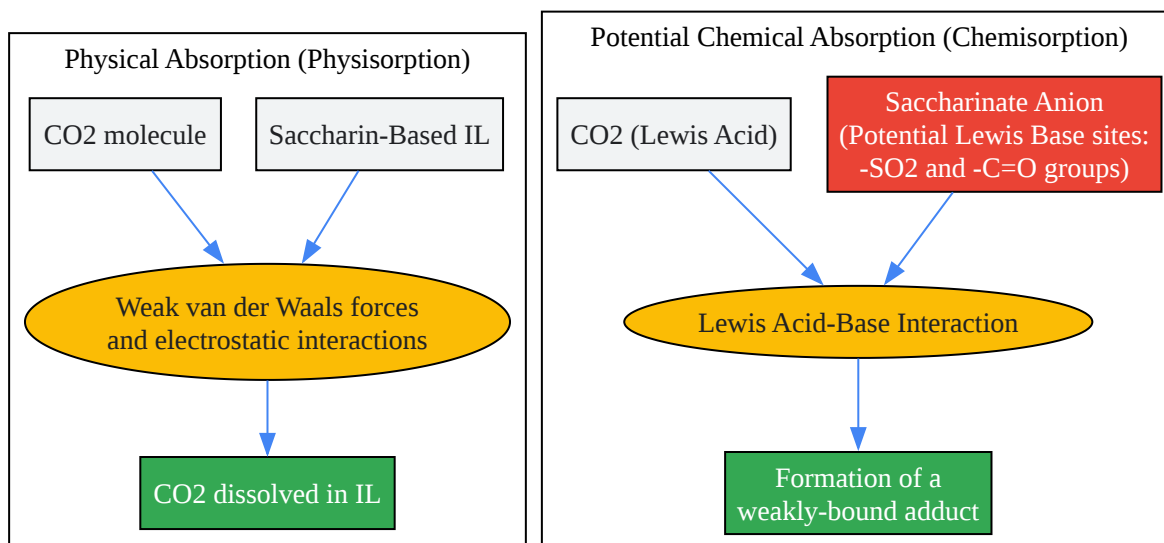 Physical Absorption (Physisorption)
CO2 molecule
Saccharin-Based IL
Weak van der Waals forces
and electrostatic interactions
CO2 dissolved in IL
Potential Chemical Absorption (Chemisorption)
CO2 (Lewis Acid)
Saccharinate Anion
(Potential Lewis Base sites:
-SO2 and -C=O groups)
Lewis Acid-Base Interaction
Formation of a
weakly-bound adduct